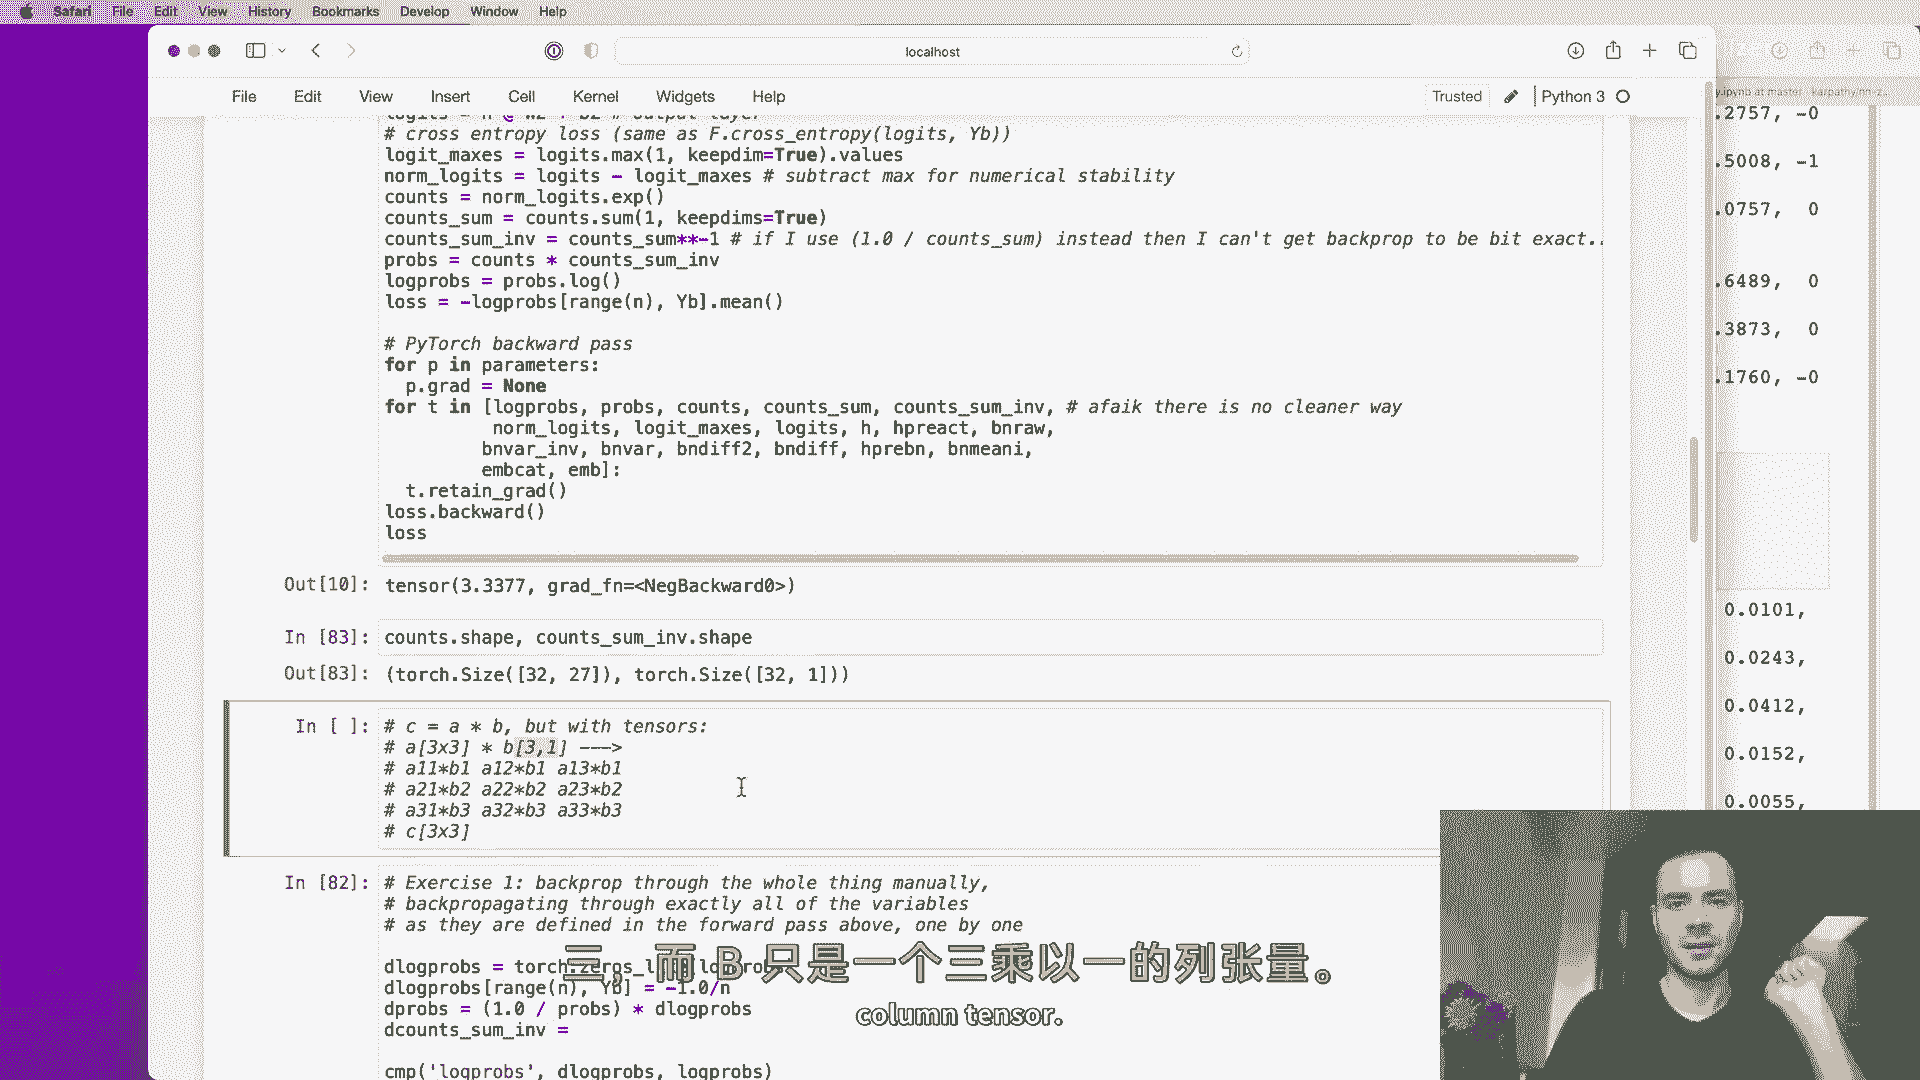 Safari File Edit View History Bookmarks Develop Window Help
localhost
File Edit View Insert Cell Kernel Widgets Help
Trusted Python 3
# cross entropy loss (same as F.cross_entropy(logits, Yb))
logit_maxes = logits.max(1, keepdim=True).values
norm_logits = logits - logit_maxes # subtract max for numerical stability
counts = norm_logits.exp()
counts_sum = counts.sum(1, keepdims=True)
counts_sum_inv = counts_sum**-1 # if I use (1.0 / counts_sum) instead then I can't get backprop to be bit exact..
probs = counts * counts_sum_inv
logprobs = probs.log()
loss = -logprobs[range(n), Yb].mean()
# PyTorch backward pass
for p in parameters:
p.grad = None
for t in [logprobs, probs, counts, counts_sum, counts_sum_inv, # afaik there is no cleaner way
norm_logits, logit_maxes, logits, h, hpreact, bnraw,
bnvar_inv, bnvar, bndiff2, bndiff, hprebn, bnmeani,
embcat, emb]:
t.retain_grad()
loss.backward()
loss
Out[10]: tensor(3.3377, grad_fn=<NegBackward0>)
In [83]: counts.shape, counts_sum_inv.shape
Out[83]: (torch.Size([32, 27]), torch.Size([32, 1]))
In [ ]: # c = a * b, but with tensors:
# a[3x3] * b[3,1] --->
# a11*b1 a12*b1 a13*b1
# a21*b2 a22*b2 a23*b2
# a31*b3 a32*b3 a33*b3
# c[3x3]
In [82]: # Exercise 1: backprop through the whole thing manually,
# backpropagating through exactly all of the variables
# as they are defined in the forward pass above, one by one
dlogprobs =
dlogprobs[range(n), Yb] = -1.0/n
dprobs = (1.0 / probs) * dlogprobs
dcounts_sum_inv =
cmp('logprobs', dlogprobs, logprobs)
三，而 B 只是一个三乘以一的列张量。
column tensor.
.2757, -0
.5008, -1
.0757, 0
.6489, 0
.3873, 0
.1760, -0
0.0101,
0.0243,
0.0412,
0.0152,
0.0055,